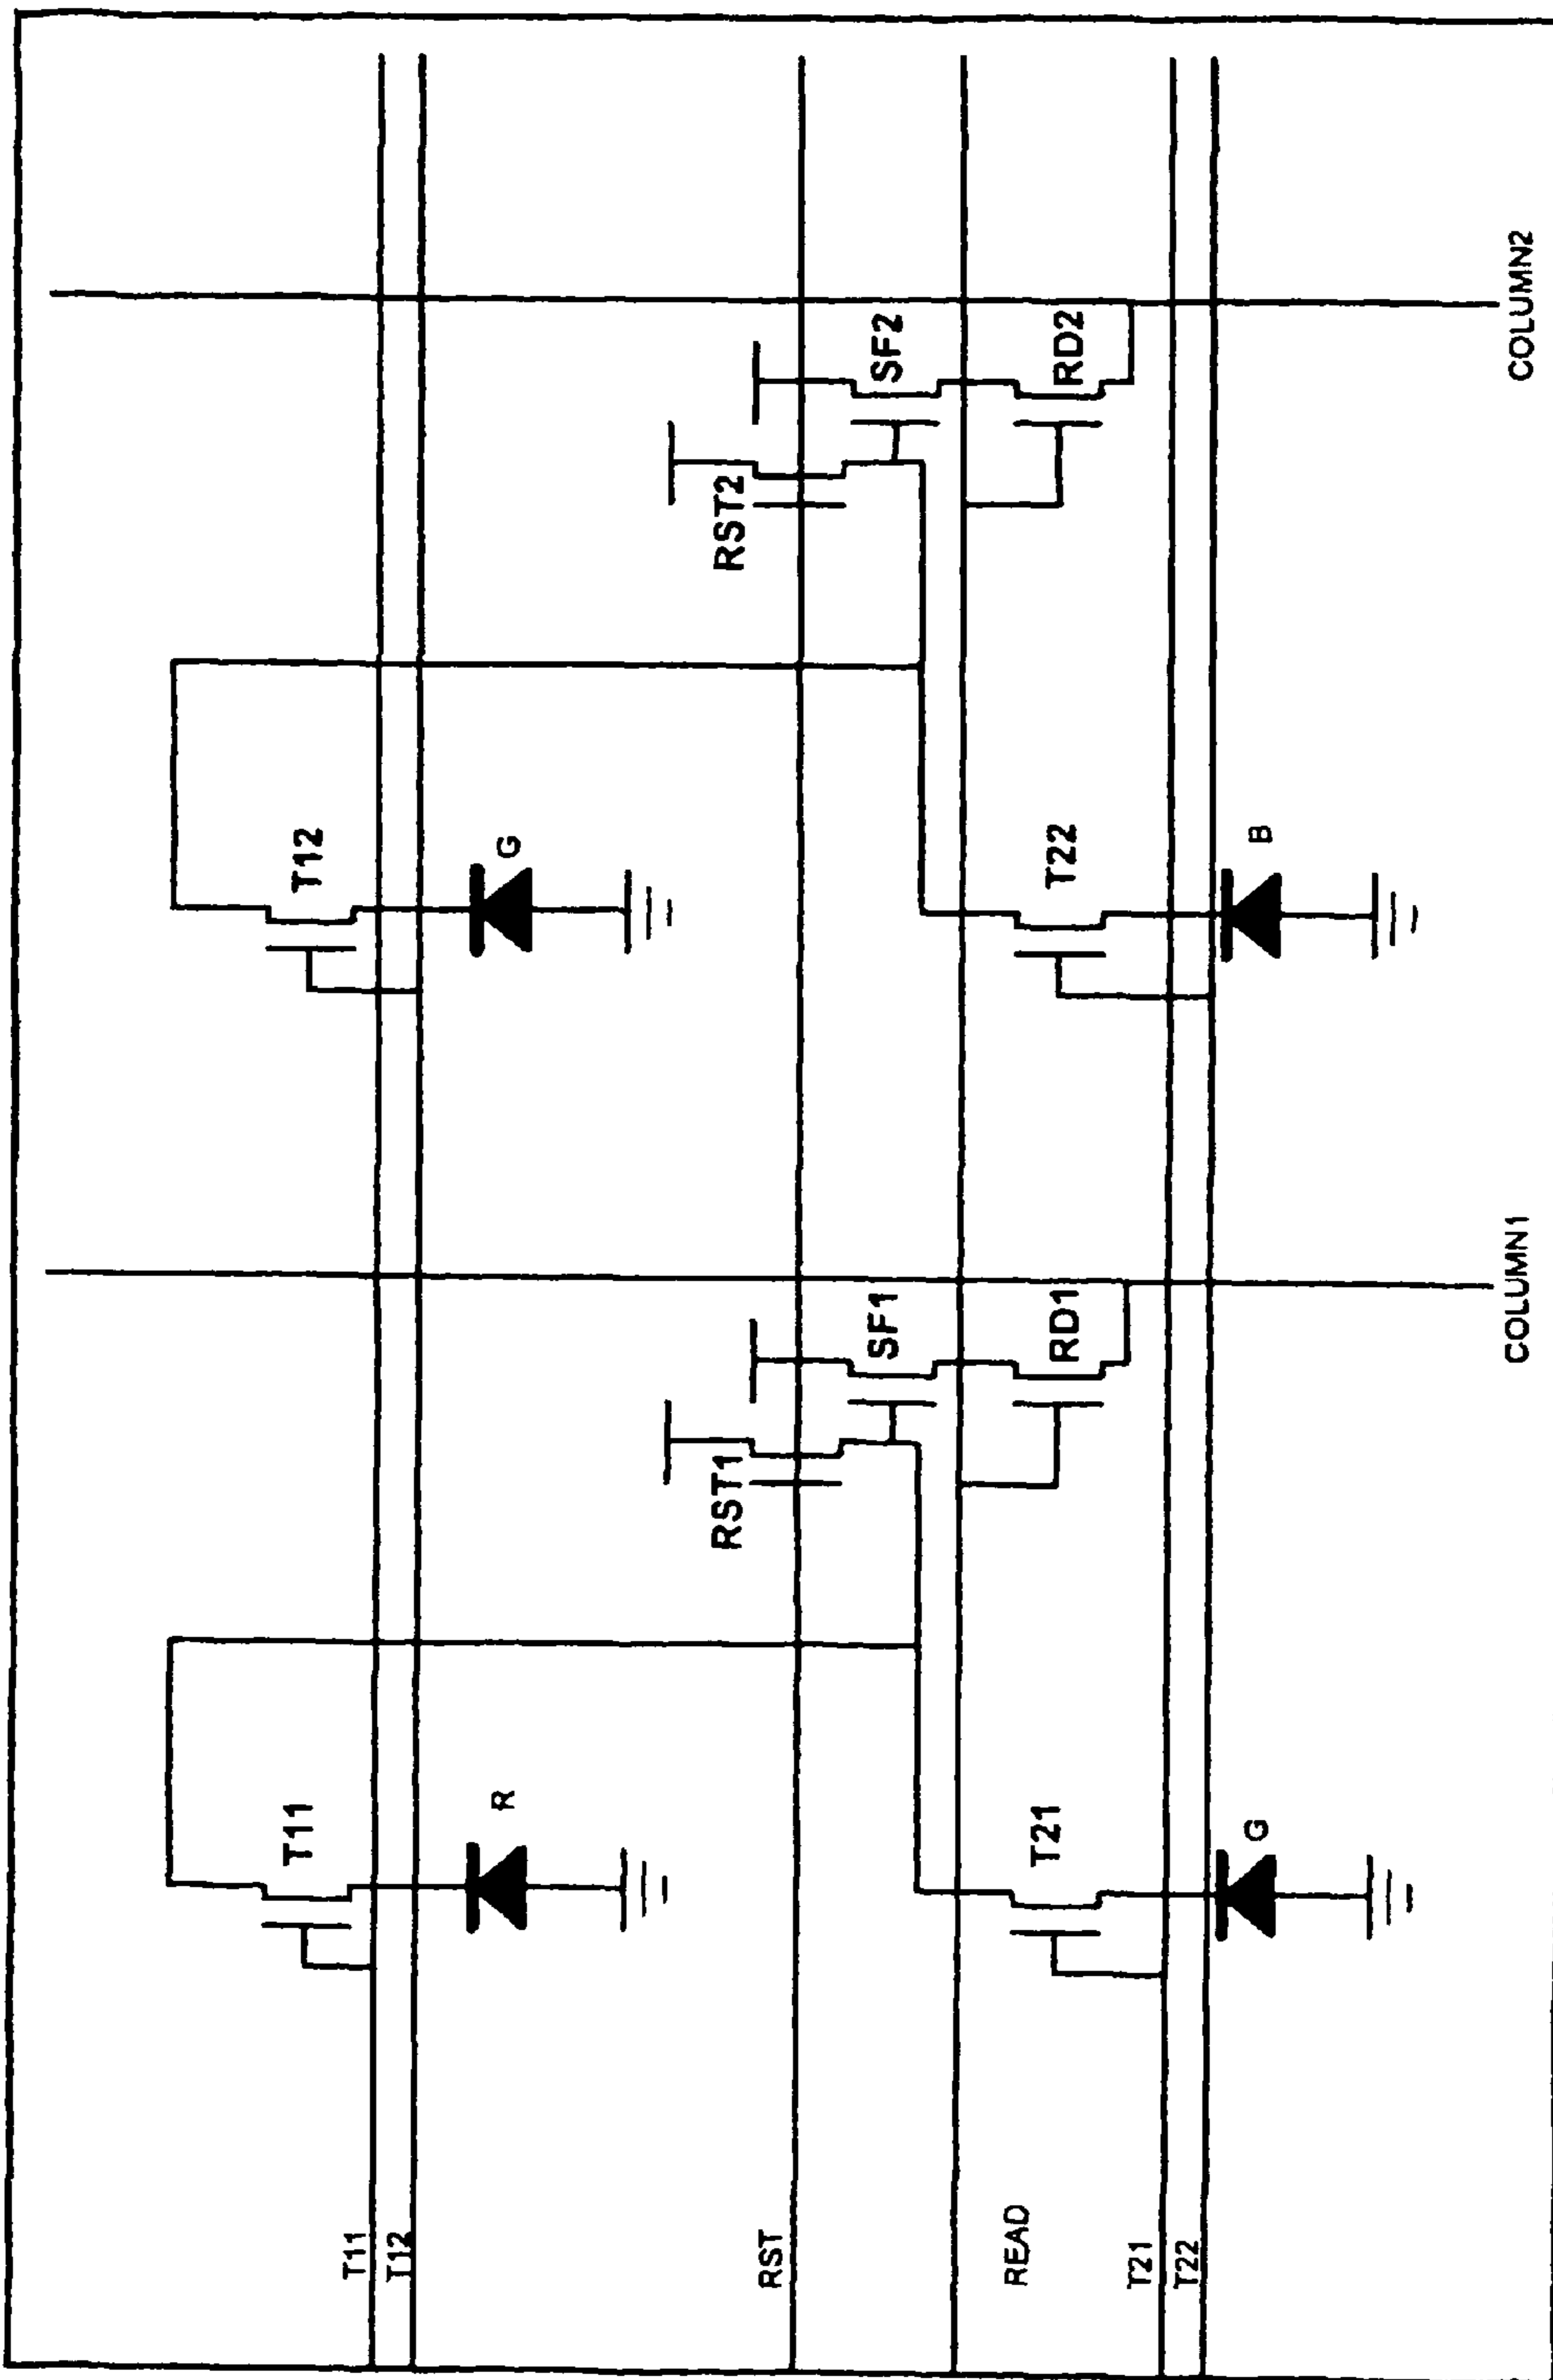 T11
T12
T11
T12
R
G
RST
RST1
RST2
SF1
SF2
READ
RD1
RD2
T21
T22
T21
T22
G
B
COLUMN1
COLUMN2